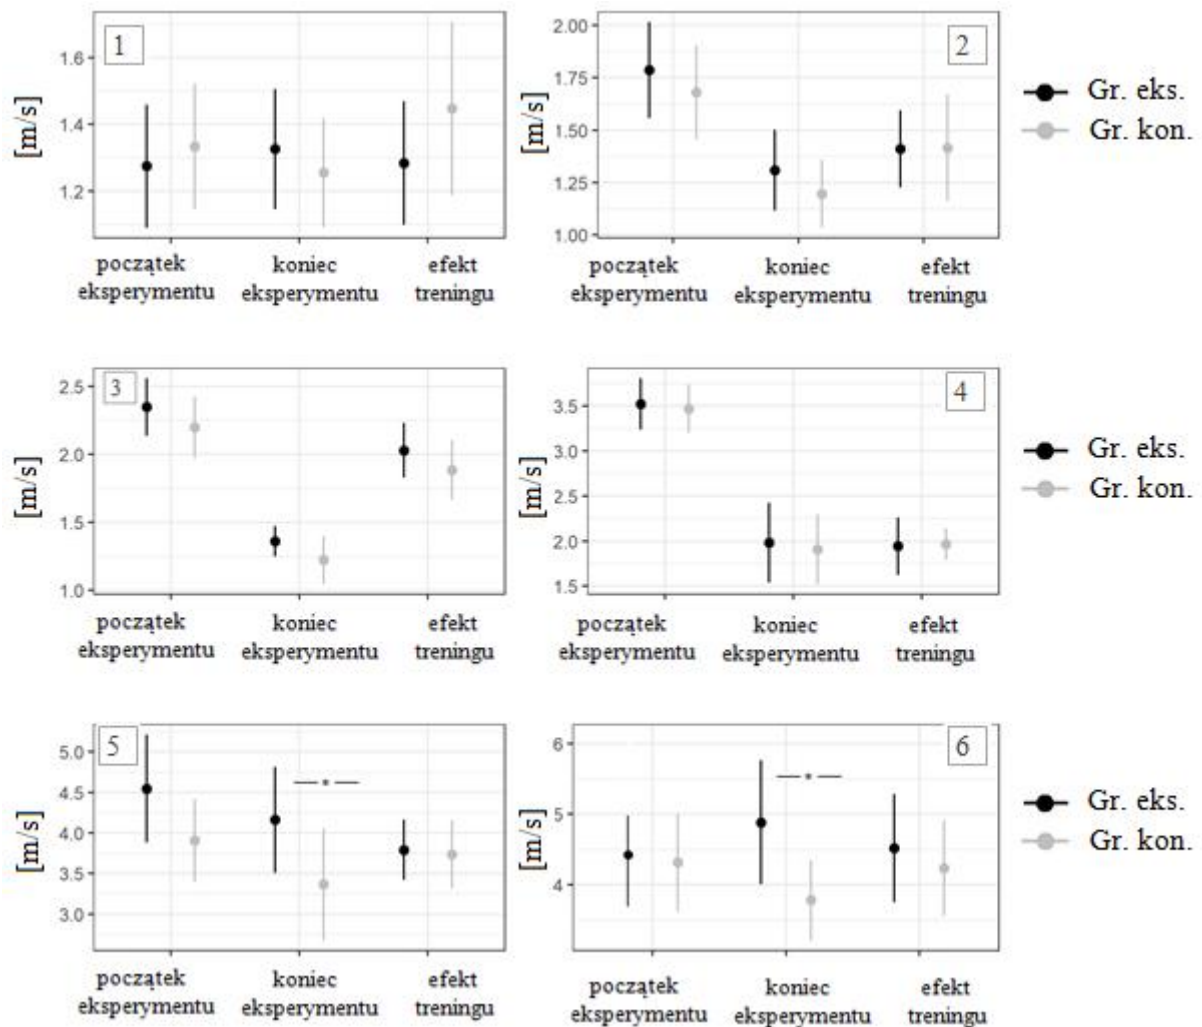 1
[m/s]
1.6
1.4
1.2
początek
eksperymentu
koniec
eksperymentu
efekt
treningu
2
[m/s]
2.00
1.75
1.50
1.25
1.00
początek
eksperymentu
koniec
eksperymentu
efekt
treningu
Gr. eks.
Gr. kon.
3
[m/s]
2.5
2.0
1.5
1.0
początek
eksperymentu
koniec
eksperymentu
efekt
treningu
4
[m/s]
3.5
3.0
2.5
2.0
1.5
początek
eksperymentu
koniec
eksperymentu
efekt
treningu
Gr. eks.
Gr. kon.
5
[m/s]
5.0
4.5
4.0
3.5
3.0
*
początek
eksperymentu
koniec
eksperymentu
efekt
treningu
6
[m/s]
6
5
4
*
początek
eksperymentu
koniec
eksperymentu
efekt
treningu
Gr. eks.
Gr. kon.